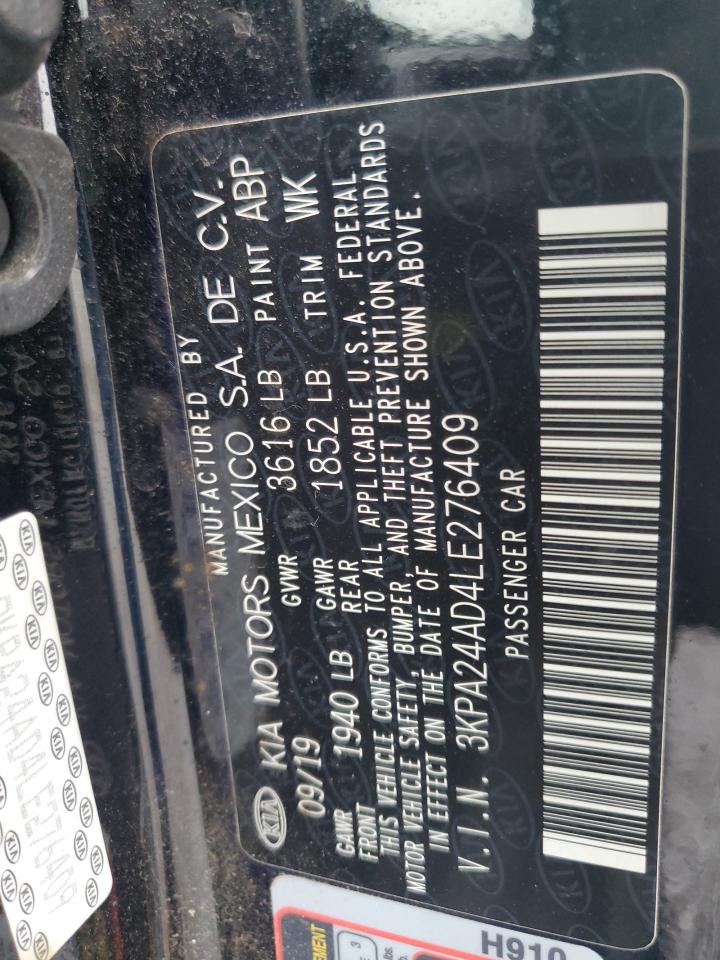 MANUFACTURED BY
KIA KIA MOTORS MEXICO S.A. DE C.V.
09/19 GVWR 3616 LB PAINT ABP
GAWR FRONT 1940 LB GAWR REAR 1852 LB TRIM WK
THIS VEHICLE CONFORMS TO ALL APPLICABLE U.S.A. FEDERAL
MOTOR VEHICLE SAFETY, BUMPER, AND THEFT PREVENTION STANDARDS
IN EFFECT ON THE DATE OF MANUFACTURE SHOWN ABOVE.
V.I.N. 3KPA24AD4LE276409
PASSENGER CAR
H910